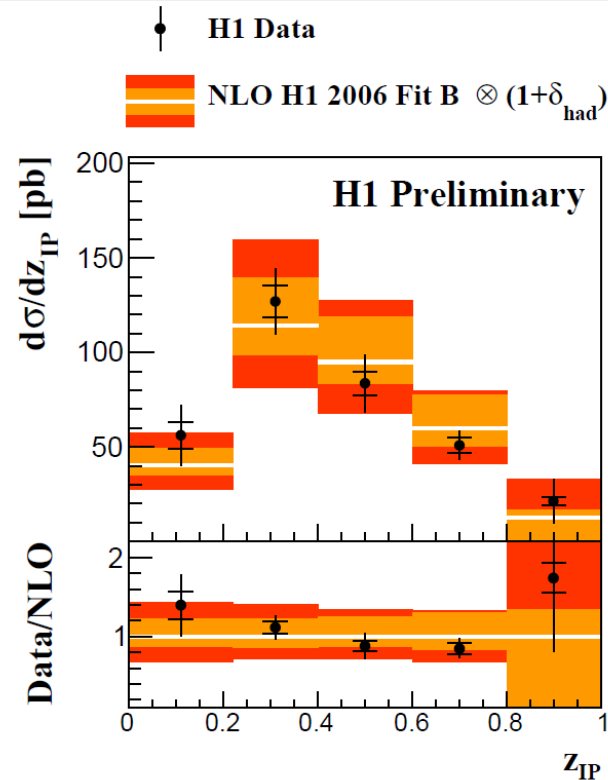 H1 Data
NLO H1 2006 Fit B ⊗ (1+δhad)
H1 Preliminary
dσ/dzIP [pb]
200
150
100
50
Data/NLO
2
1
0 0.2 0.4 0.6 0.8 1
zIP